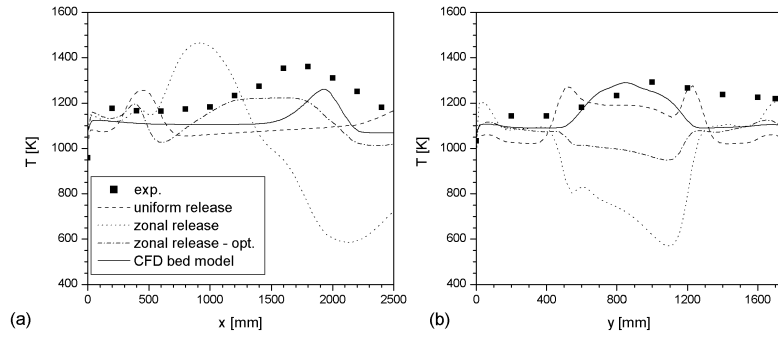 1600
1400
1200
1000
800
600
400
T [K]
exp.
uniform release
zonal release
zonal release - opt.
CFD bed model
0 500 1000 1500 2000 2500
(a)
x [mm]
1600
1400
1200
1000
800
600
400
T [K]
0 400 800 1200 1600
(b)
y [mm]